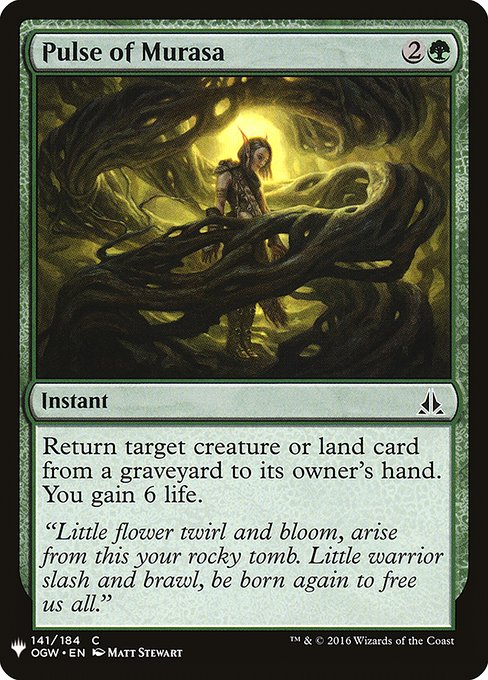 Pulse of Murasa 2
Instant
Return target creature or land card
from a graveyard to its owner's hand.
You gain 6 life.
“Little flower twirl and bloom, arise
from this your rocky tomb. Little warrior
slash and brawl, be born again to free
us all.”
141/184 C
OGW • EN Matt Stewart
™ & © 2016 Wizards of the Coast